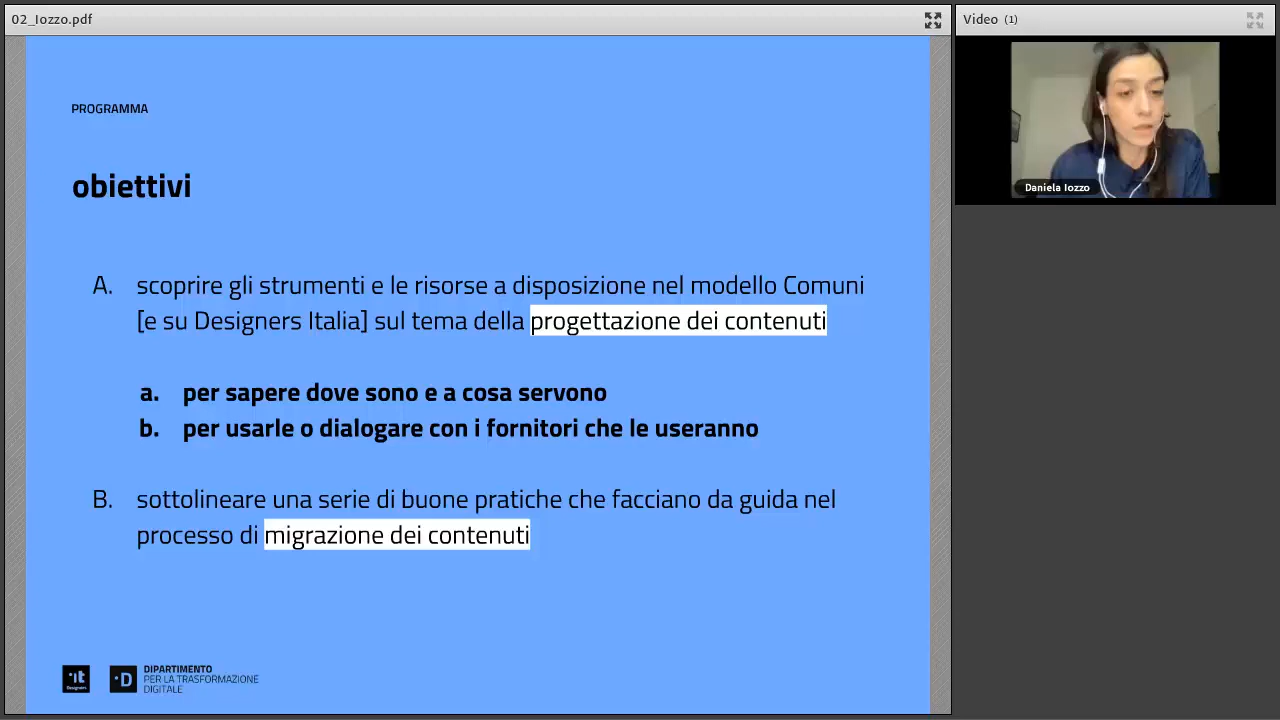 02_Iozzo.pdf
Video (1)
Daniela Iozzo
PROGRAMMA
obiettivi
A. scoprire gli strumenti e le risorse a disposizione nel modello Comuni
[e su Designers Italia] sul tema della progettazione dei contenuti
a. per sapere dove sono e a cosa servono
b. per usarle o dialogare con i fornitori che le useranno
B. sottolineare una serie di buone pratiche che facciano da guida nel
processo di migrazione dei contenuti
·it
Designers
·D
DIPARTIMENTO
PER LA TRASFORMAZIONE
DIGITALE